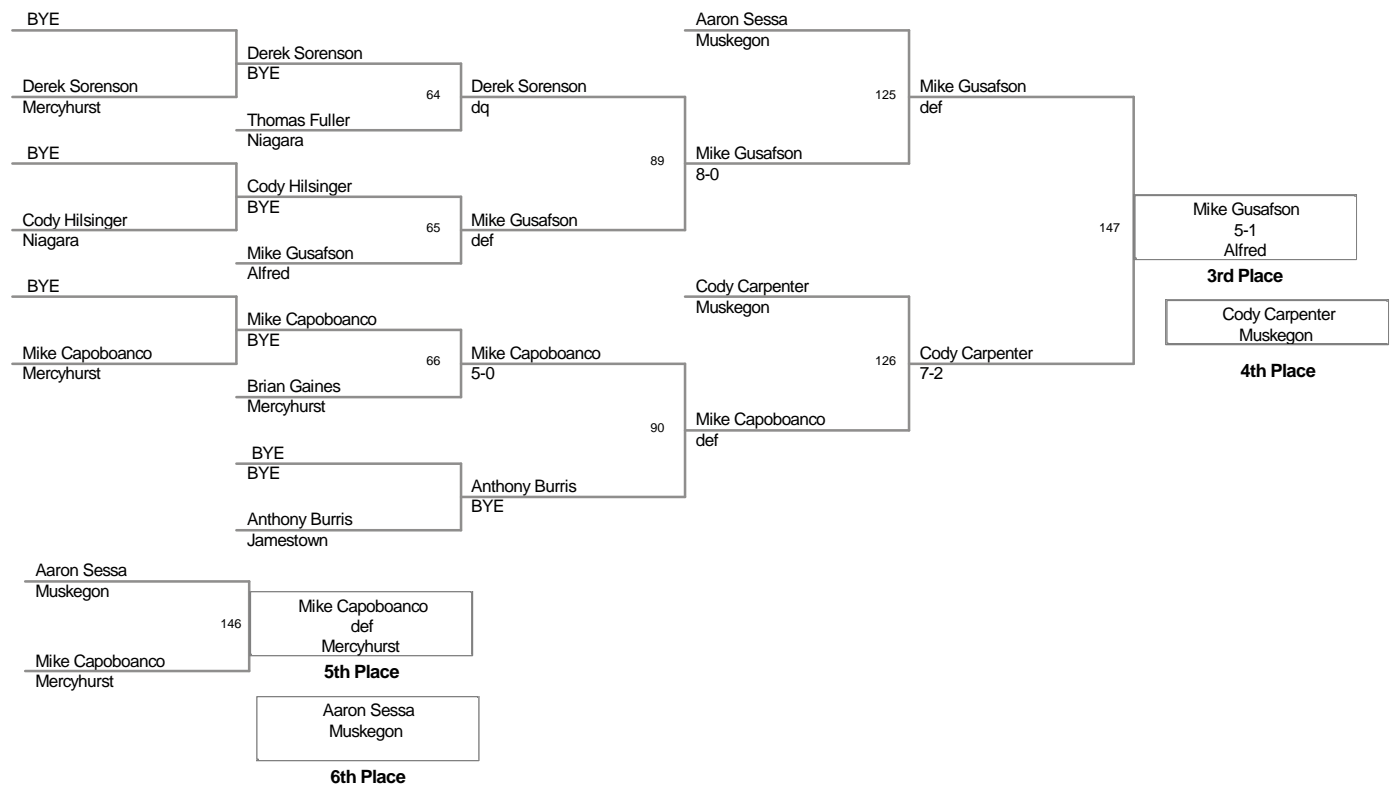 BYE
Derek Sorenson
Mercyhurst
BYE
Cody Hilsinger
Niagara
BYE
Mike Capoboanco
Mercyhurst
Derek Sorenson
BYE
64
Thomas Fuller
Niagara
Cody Hilsinger
BYE
65
Mike Gusafson
Alfred
Mike Capoboanco
BYE
66
Brian Gaines
Mercyhurst
BYE
BYE
Anthony Burris
Jamestown
Derek Sorenson
dq
89
Mike Gusafson
def
Mike Capoboanco
5-0
90
Anthony Burris
BYE
Aaron Sessa
Muskegon
125
Mike Gusafson
8-0
Cody Carpenter
Muskegon
126
Mike Capoboanco
def
Mike Gusafson
def
147
Cody Carpenter
7-2
Mike Gusafson
5-1
Alfred
3rd Place
Cody Carpenter
Muskegon
4th Place
Aaron Sessa
Muskegon
146
Mike Capoboanco
Mercyhurst
Mike Capoboanco
def
Mercyhurst
5th Place
Aaron Sessa
Muskegon
6th Place